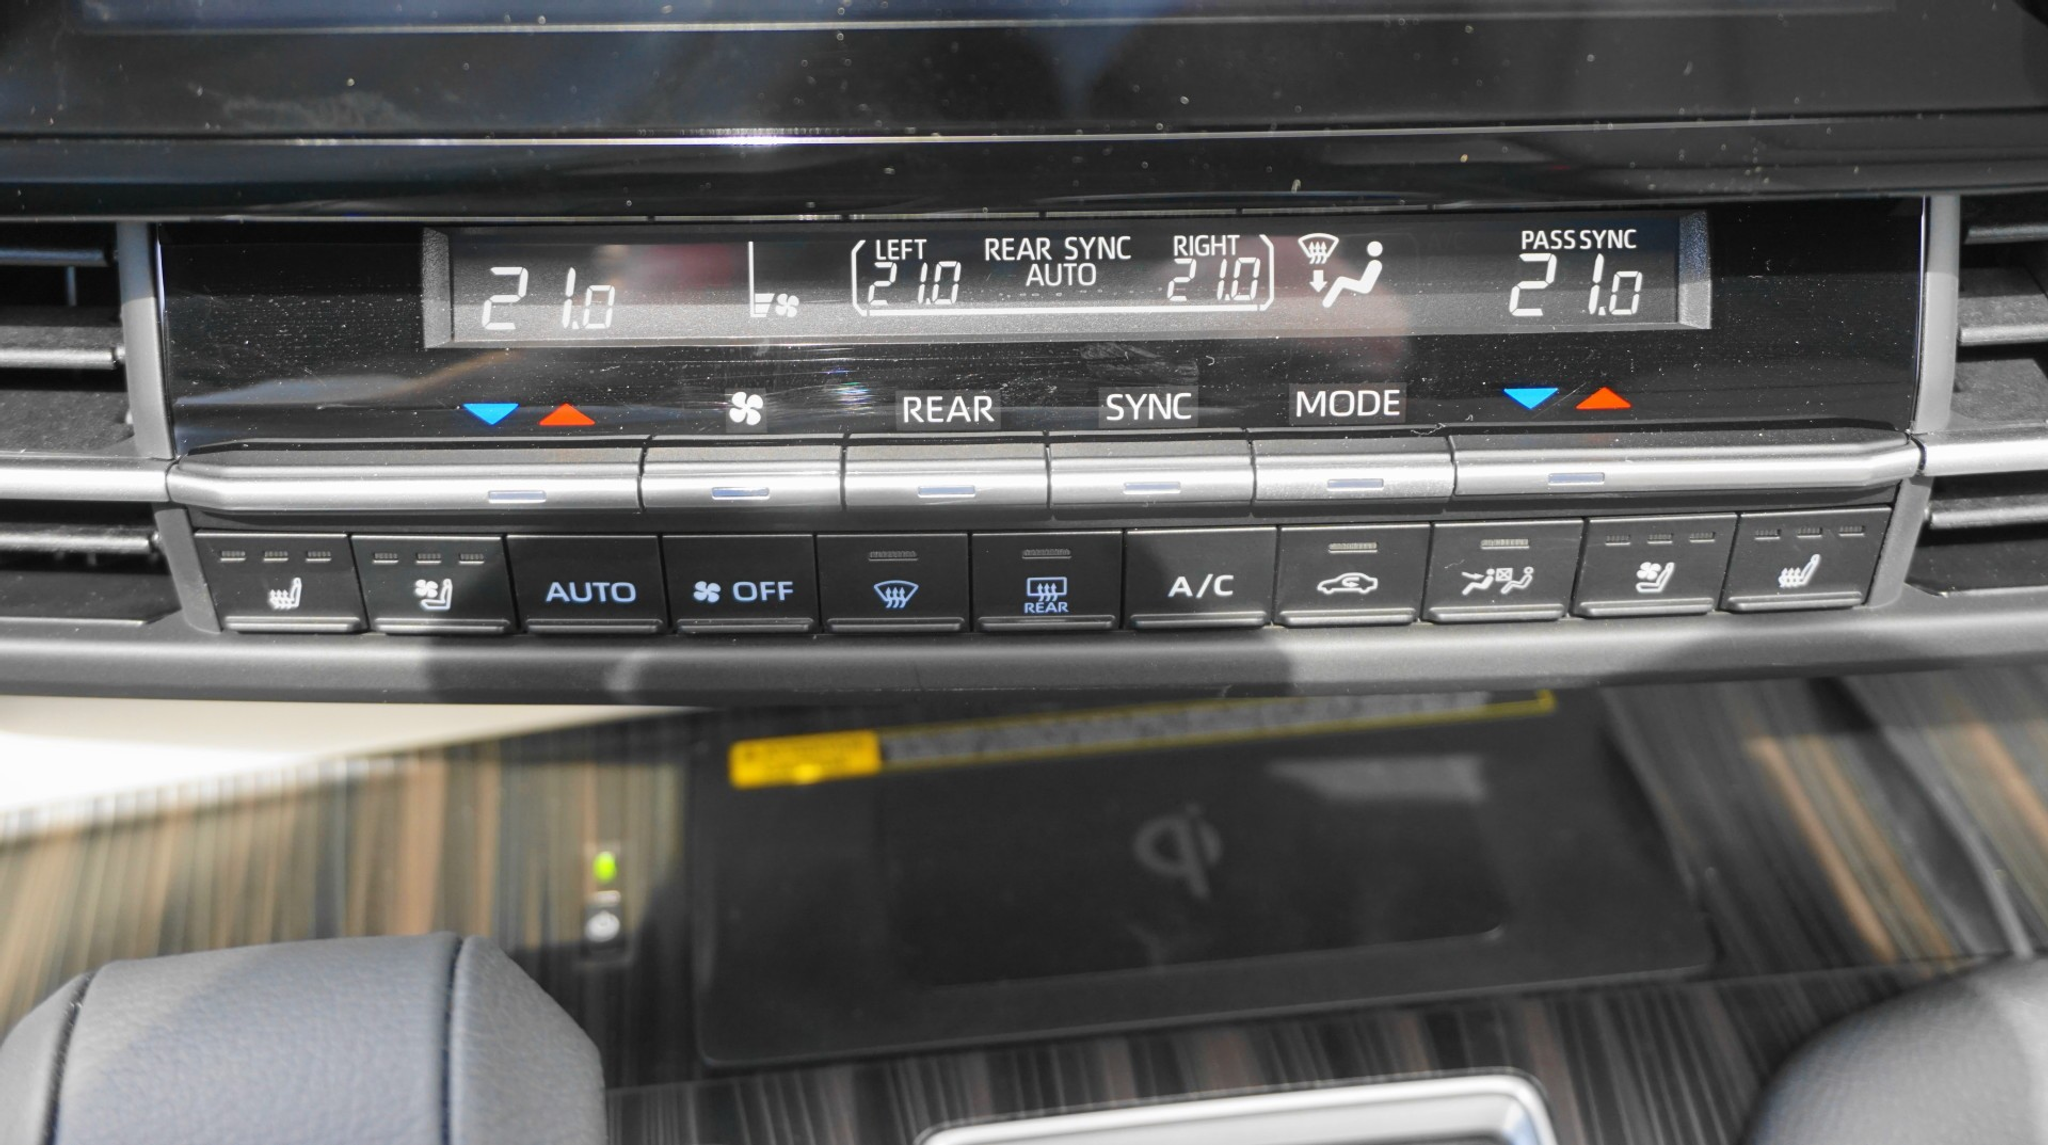 LEFT REAR SYNC RIGHT PASS SYNC
21.0 21.0 AUTO 21.0 21.0
REAR SYNC MODE
AUTO OFF REAR A/C